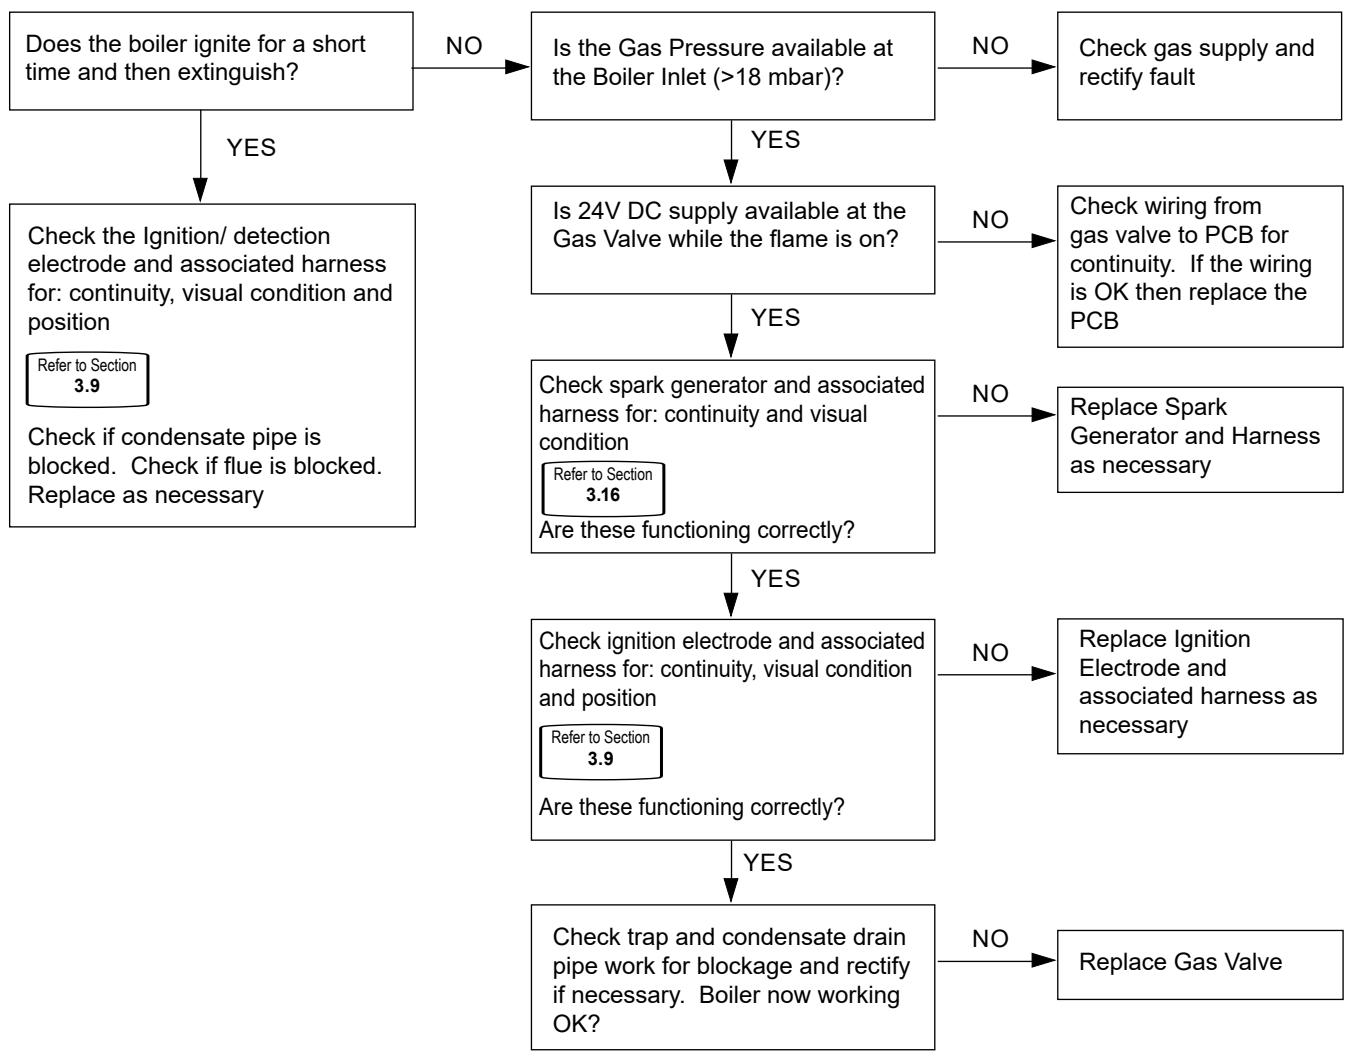 Does the boiler ignite for a short
time and then extinguish?
NO
Is the Gas Pressure available at
the Boiler Inlet (>18 mbar)?
NO
Check gas supply and
rectify fault
YES
YES
Check the Ignition/ detection
electrode and associated harness
for: continuity, visual condition and
position
Refer to Section
3.9
Check if condensate pipe is
blocked.  Check if flue is blocked.
Replace as necessary
Is 24V DC supply available at the
Gas Valve while the flame is on?
NO
Check wiring from
gas valve to PCB for
continuity.  If the wiring
is OK then replace the
PCB
YES
Check spark generator and associated
harness for: continuity and visual
condition
Refer to Section
3.16
Are these functioning correctly?
NO
Replace Spark
Generator and Harness
as necessary
YES
Check ignition electrode and associated
harness for: continuity, visual condition
and position
Refer to Section
3.9
Are these functioning correctly?
NO
Replace Ignition
Electrode and
associated harness as
necessary
YES
Check trap and condensate drain
pipe work for blockage and rectify
if necessary.  Boiler now working
OK?
NO
Replace Gas Valve